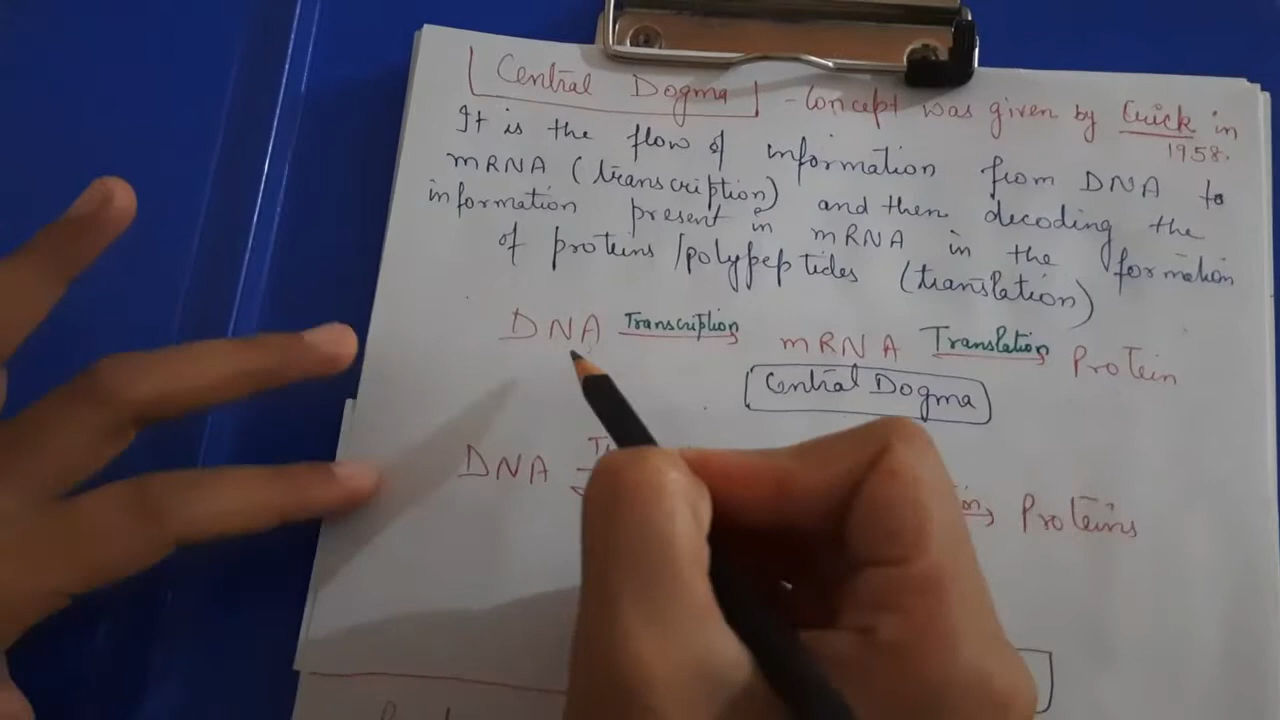 Central Dogma - Concept was given by Crick in
1958.
It is the flow of information from DNA to
mRNA (transcription) and then decoding the
information present in mRNA in the formation
of proteins /polypeptides (translation)
DNA Transcription mRNA Translation Protein
Central Dogma
DNA Proteins